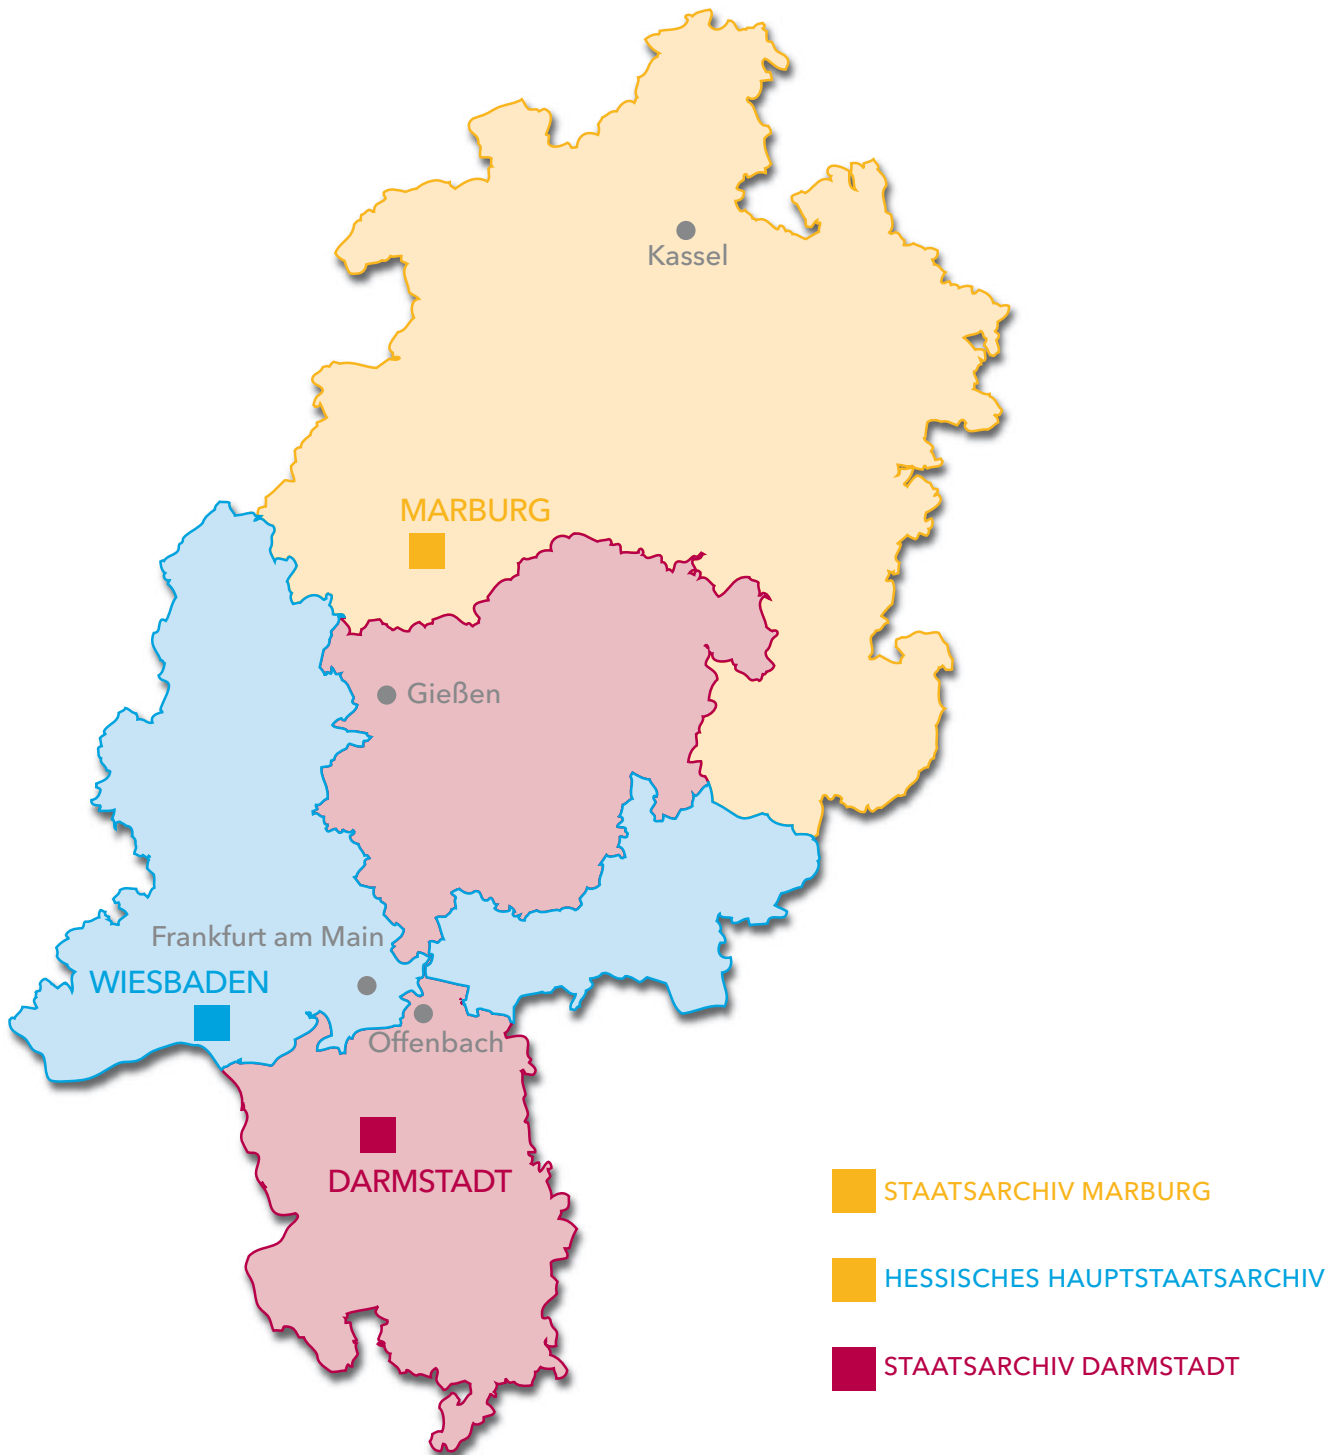 Kassel
MARBURG
Gießen
Frankfurt am Main
WIESBADEN
Offenbach
DARMSTADT
STAATSARCHIV MARBURG
HESSISCHES HAUPTSTAATSARCHIV
STAATSARCHIV DARMSTADT